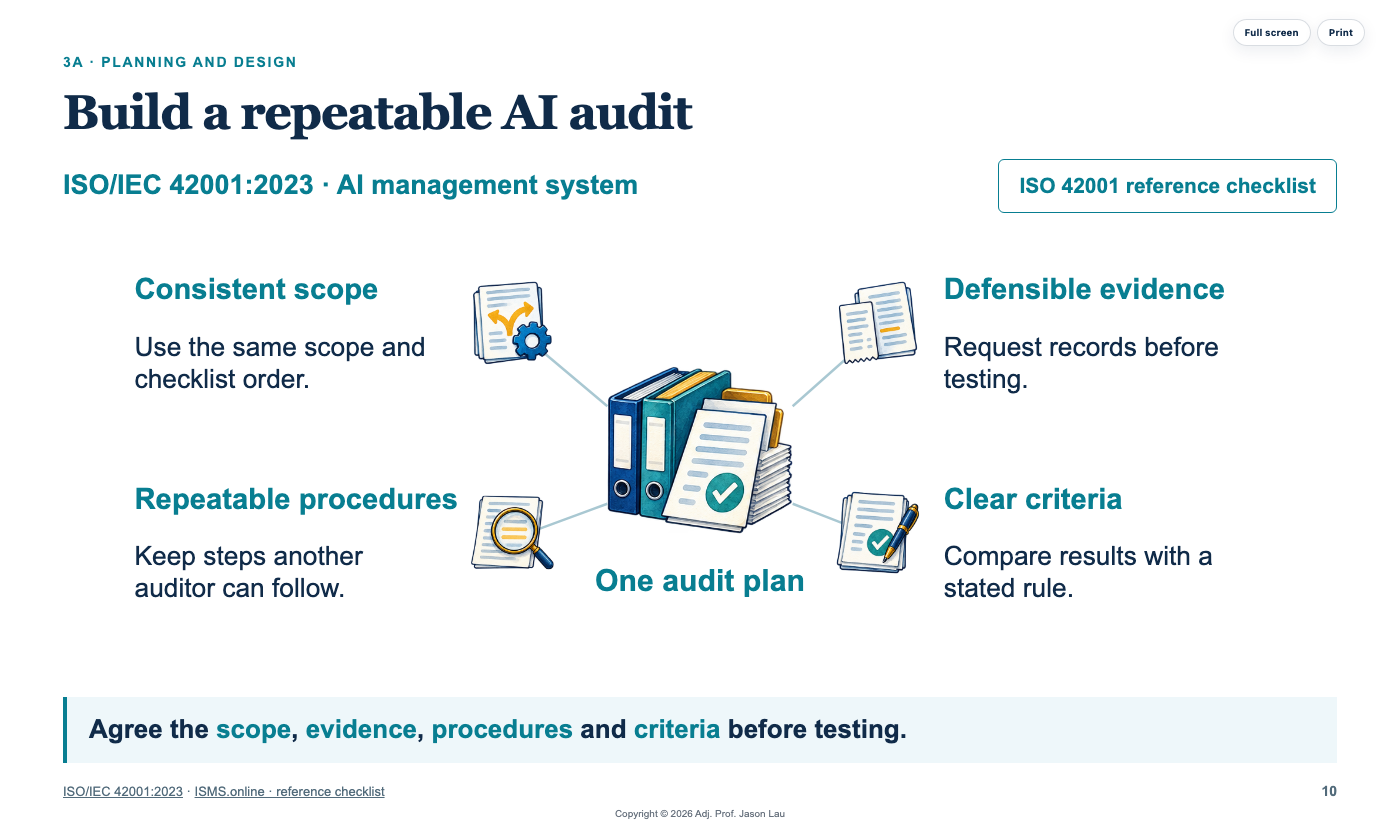 Full screen
Print
3A · PLANNING AND DESIGN
Build a repeatable AI audit
ISO/IEC 42001:2023 · AI management system
ISO 42001 reference checklist
Consistent scope
Use the same scope and
checklist order.
Defensible evidence
Request records before
testing.
Repeatable procedures
Keep steps another
auditor can follow.
Clear criteria
Compare results with a
stated rule.
One audit plan
Agree the scope, evidence, procedures and criteria before testing.
ISO/IEC 42001:2023 · ISMS.online · reference checklist
10
Copyright © 2026 Adj. Prof. Jason Lau